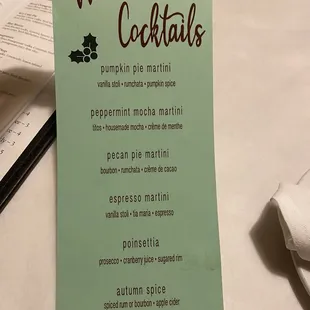 Cocktails
pumpkin pie martini
vanilla stoli • rumchata • pumpkin spice
peppermint mocha martini
titos • housemade mocha • crème de menthe
pecan pie martini
bourbon • rumchata • crème de cacao
espresso martini
vanilla stoli • tia maria • espresso
poinsettia
prosecco • cranberry juice • sugared rim
autumn spice
spiced rum or bourbon • apple cider